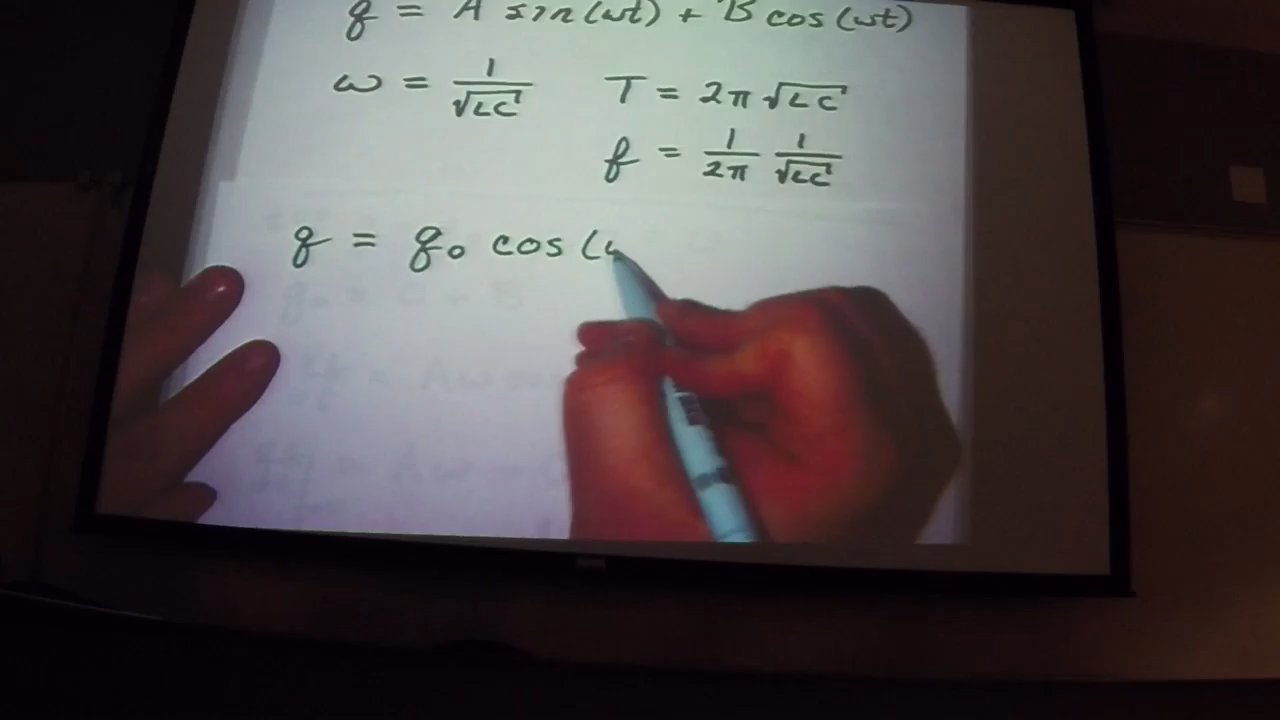 q = A sin(ωt) + B cos(ωt)
ω = 1/√LC T = 2π √LC
f = 1/2π 1/√LC
q = q₀ cos(